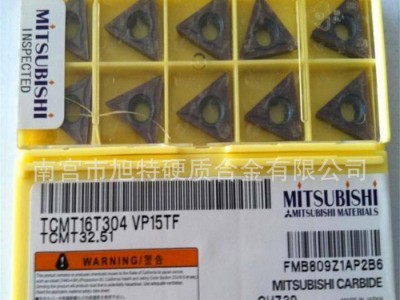 MITSUBISHI
INSPECTED
南宫市旭特硬质合金有限公司
TCMT16T304 VP15TF
TCMT32.51
MITSUBISHI
MITSUBISHI MATERIALS
WARNING/警告
FMB809Z1AP2B6
MITSUBISHI CARBIDE